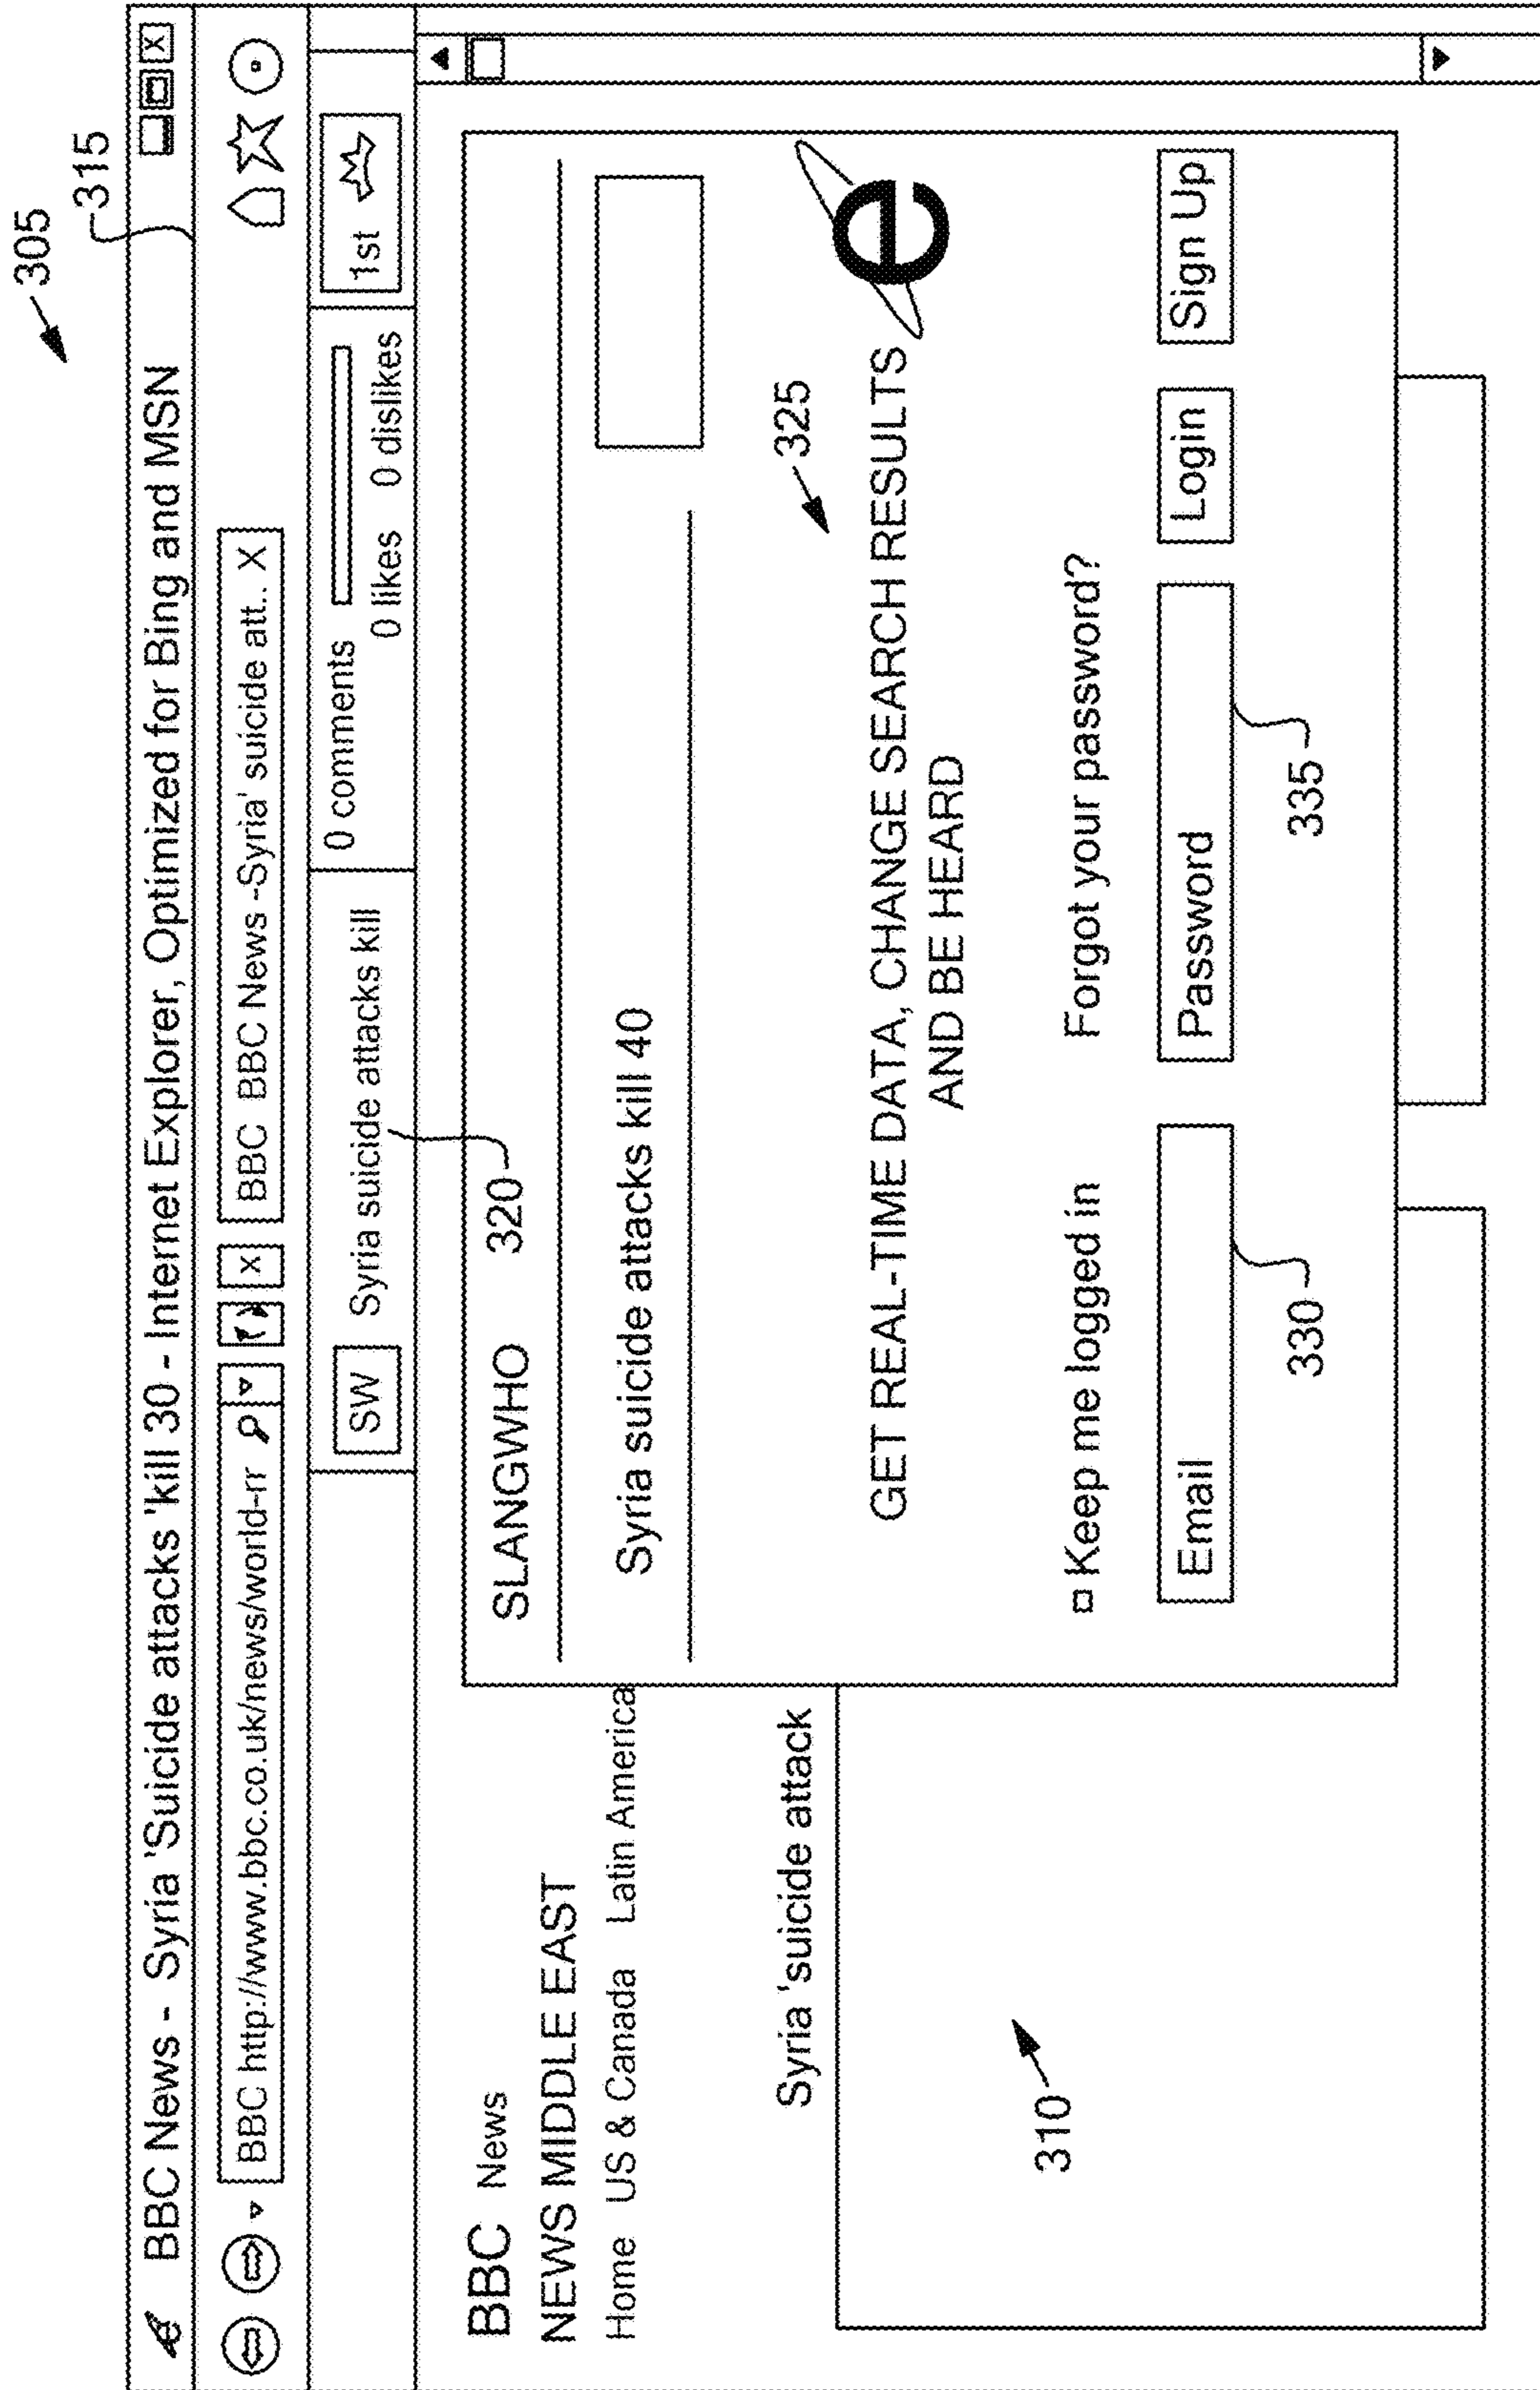 305
315
e BBC News - Syria 'Suicide attacks 'kill 30 - Internet Explorer, Optimized for Bing and MSN X
BBC http://www.bbc.co.uk/news/world-rr X BBC BBC News -Syria' suicide att.. X
SW Syria suicide attacks kill 0 comments 1st
0 likes 0 dislikes
BBC News
SLANGWHO 320
NEWS MIDDLE EAST
Home US & Canada Latin America
Syria suicide attacks kill 40
Syria 'suicide attack
325
GET REAL-TIME DATA, CHANGE SEARCH RESULTS
AND BE HEARD
e
310
Keep me logged in Forgot your password?
Email Password Login Sign Up
330 335